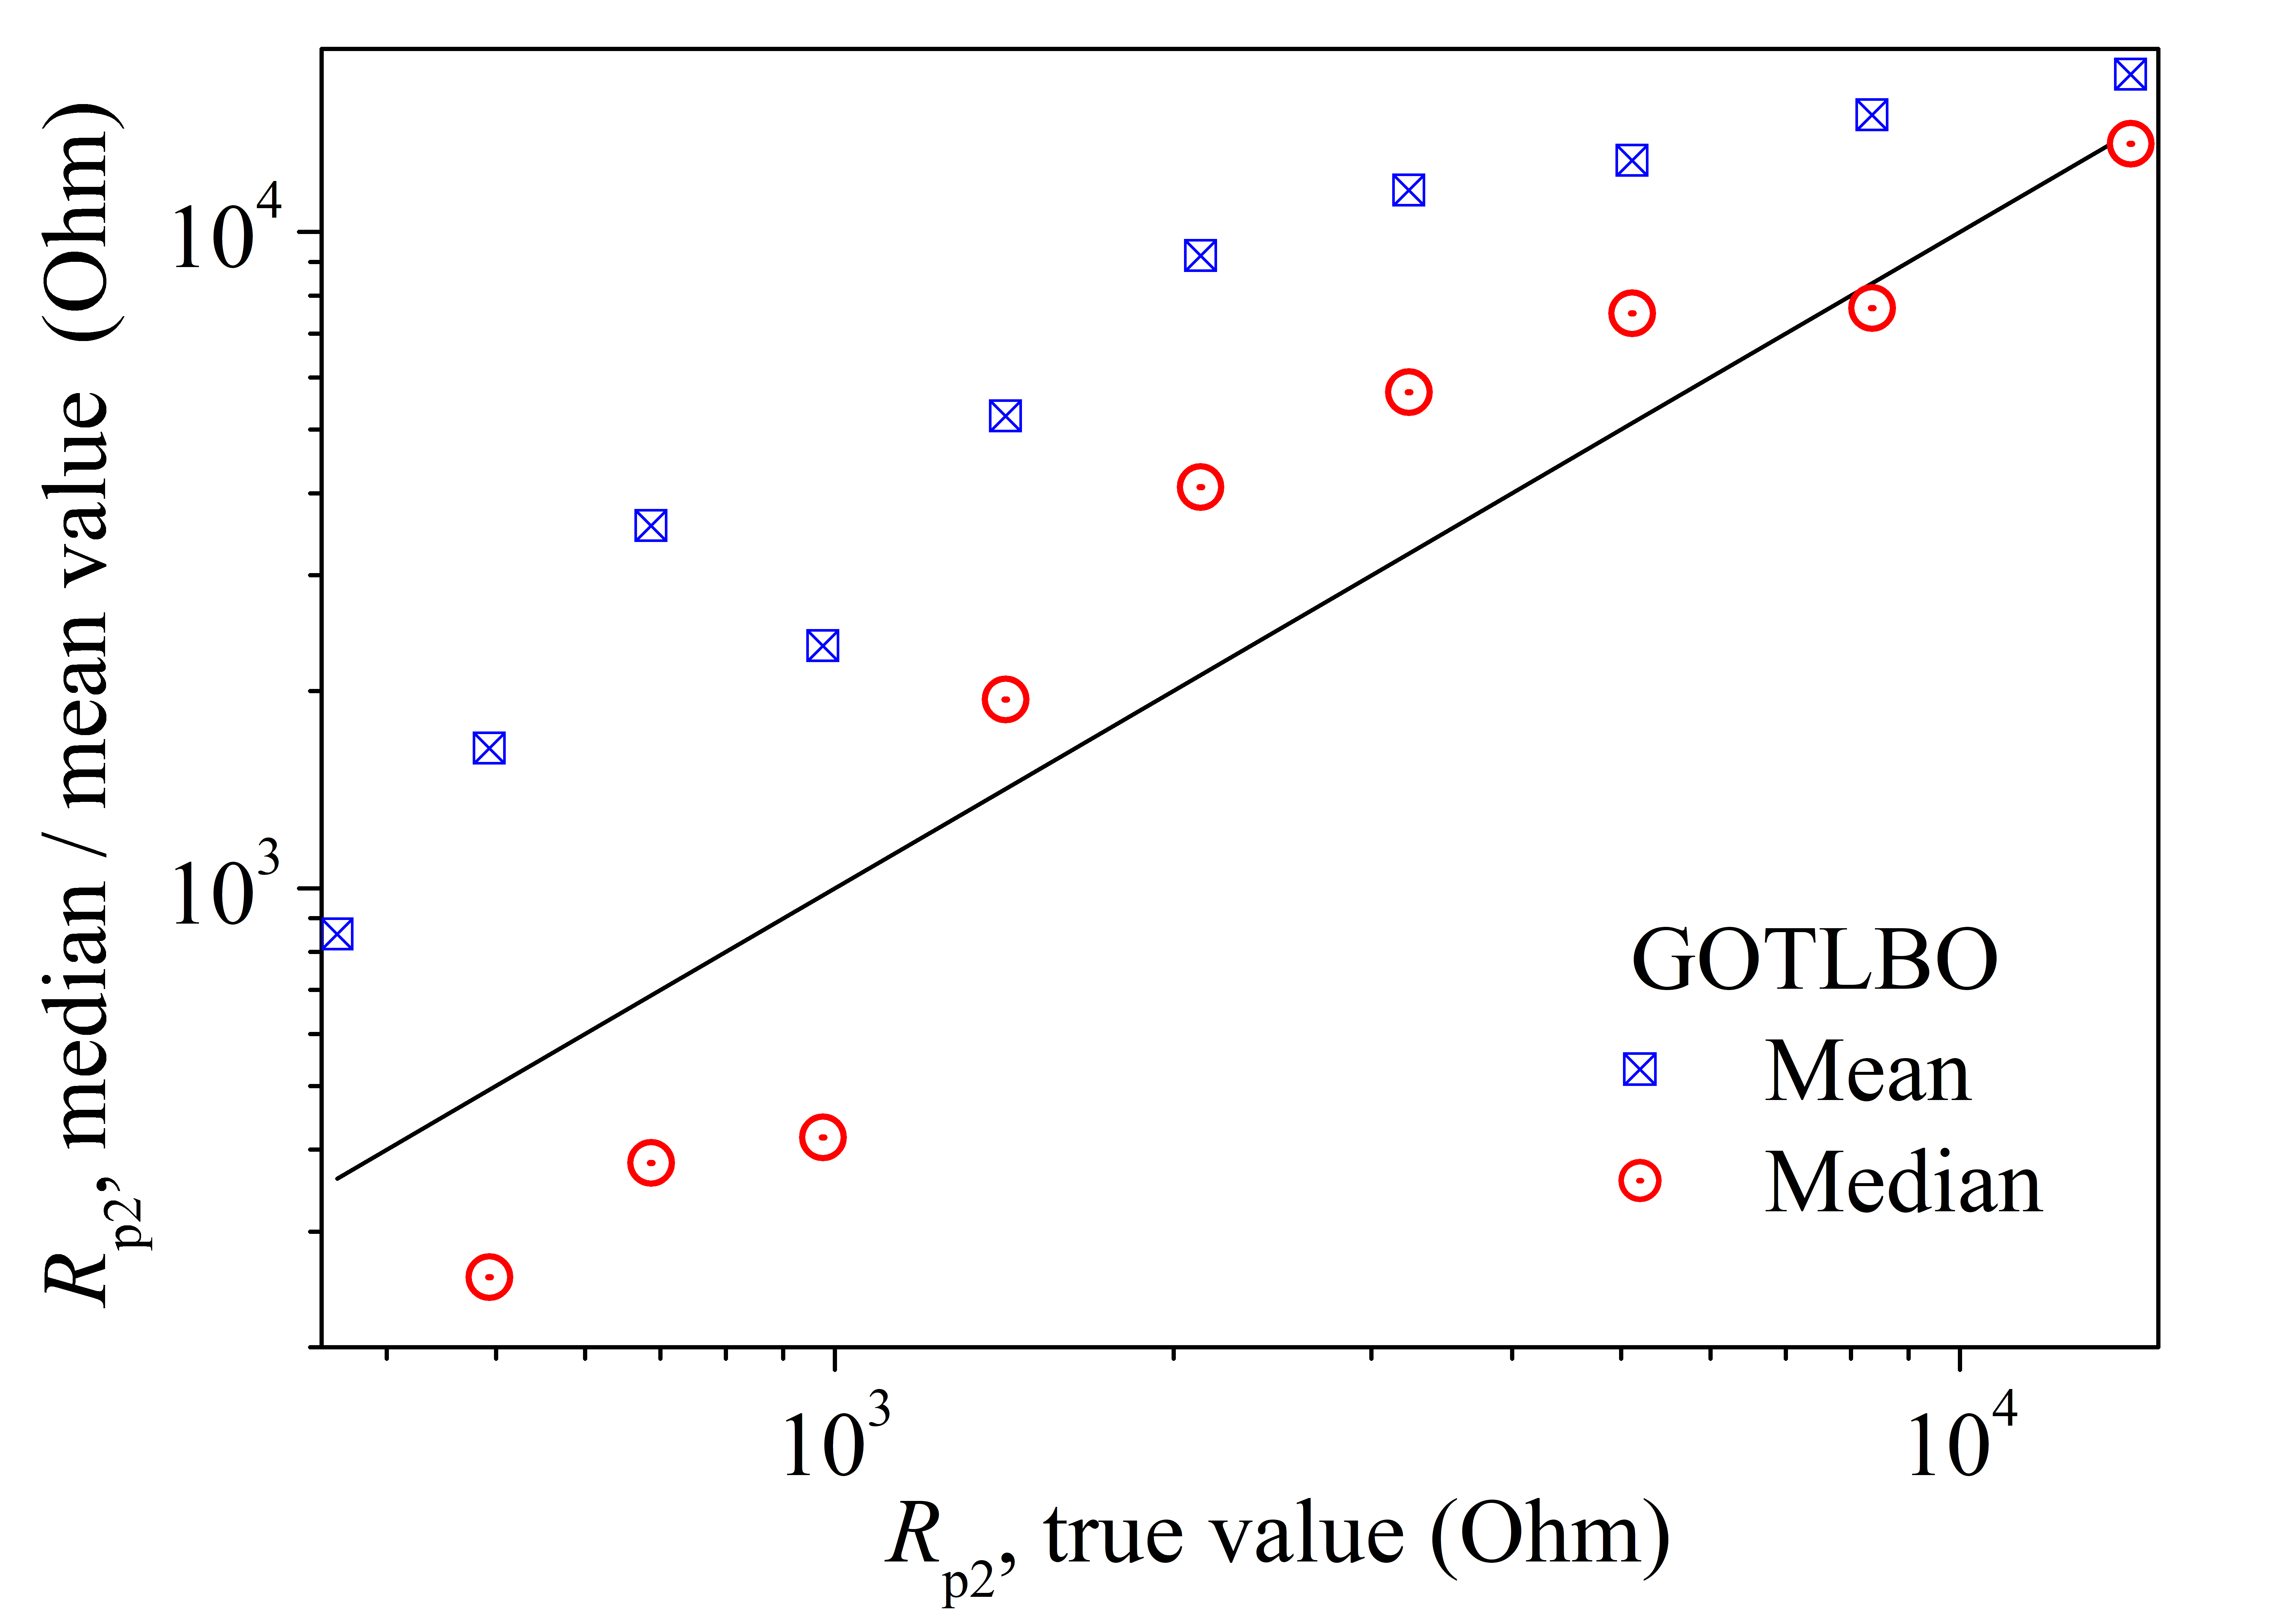 R_p2, median / mean value (Ohm)
10^4
10^3
GOTLBO
Mean
Median
10^3
10^4
R_p2, true value (Ohm)